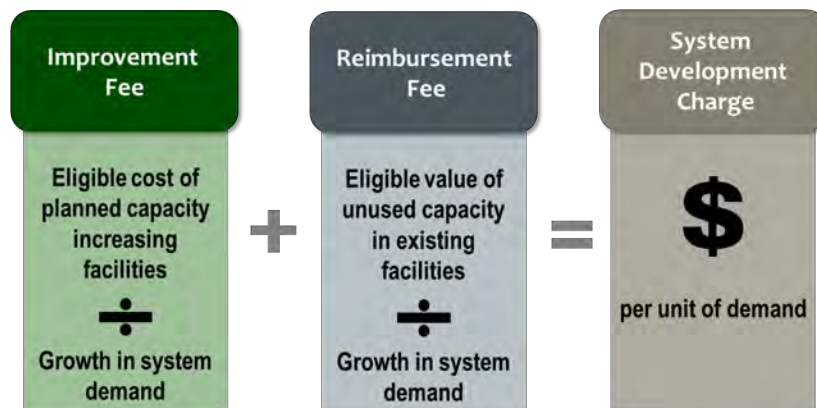 Improvement
Fee
Eligible cost of
planned capacity
increasing
facilities
÷
Growth in system
demand
+
Reimbursement
Fee
Eligible value of
unused capacity
in existing
facilities
÷
Growth in system
demand
=
System
Development
Charge
$
per unit of demand